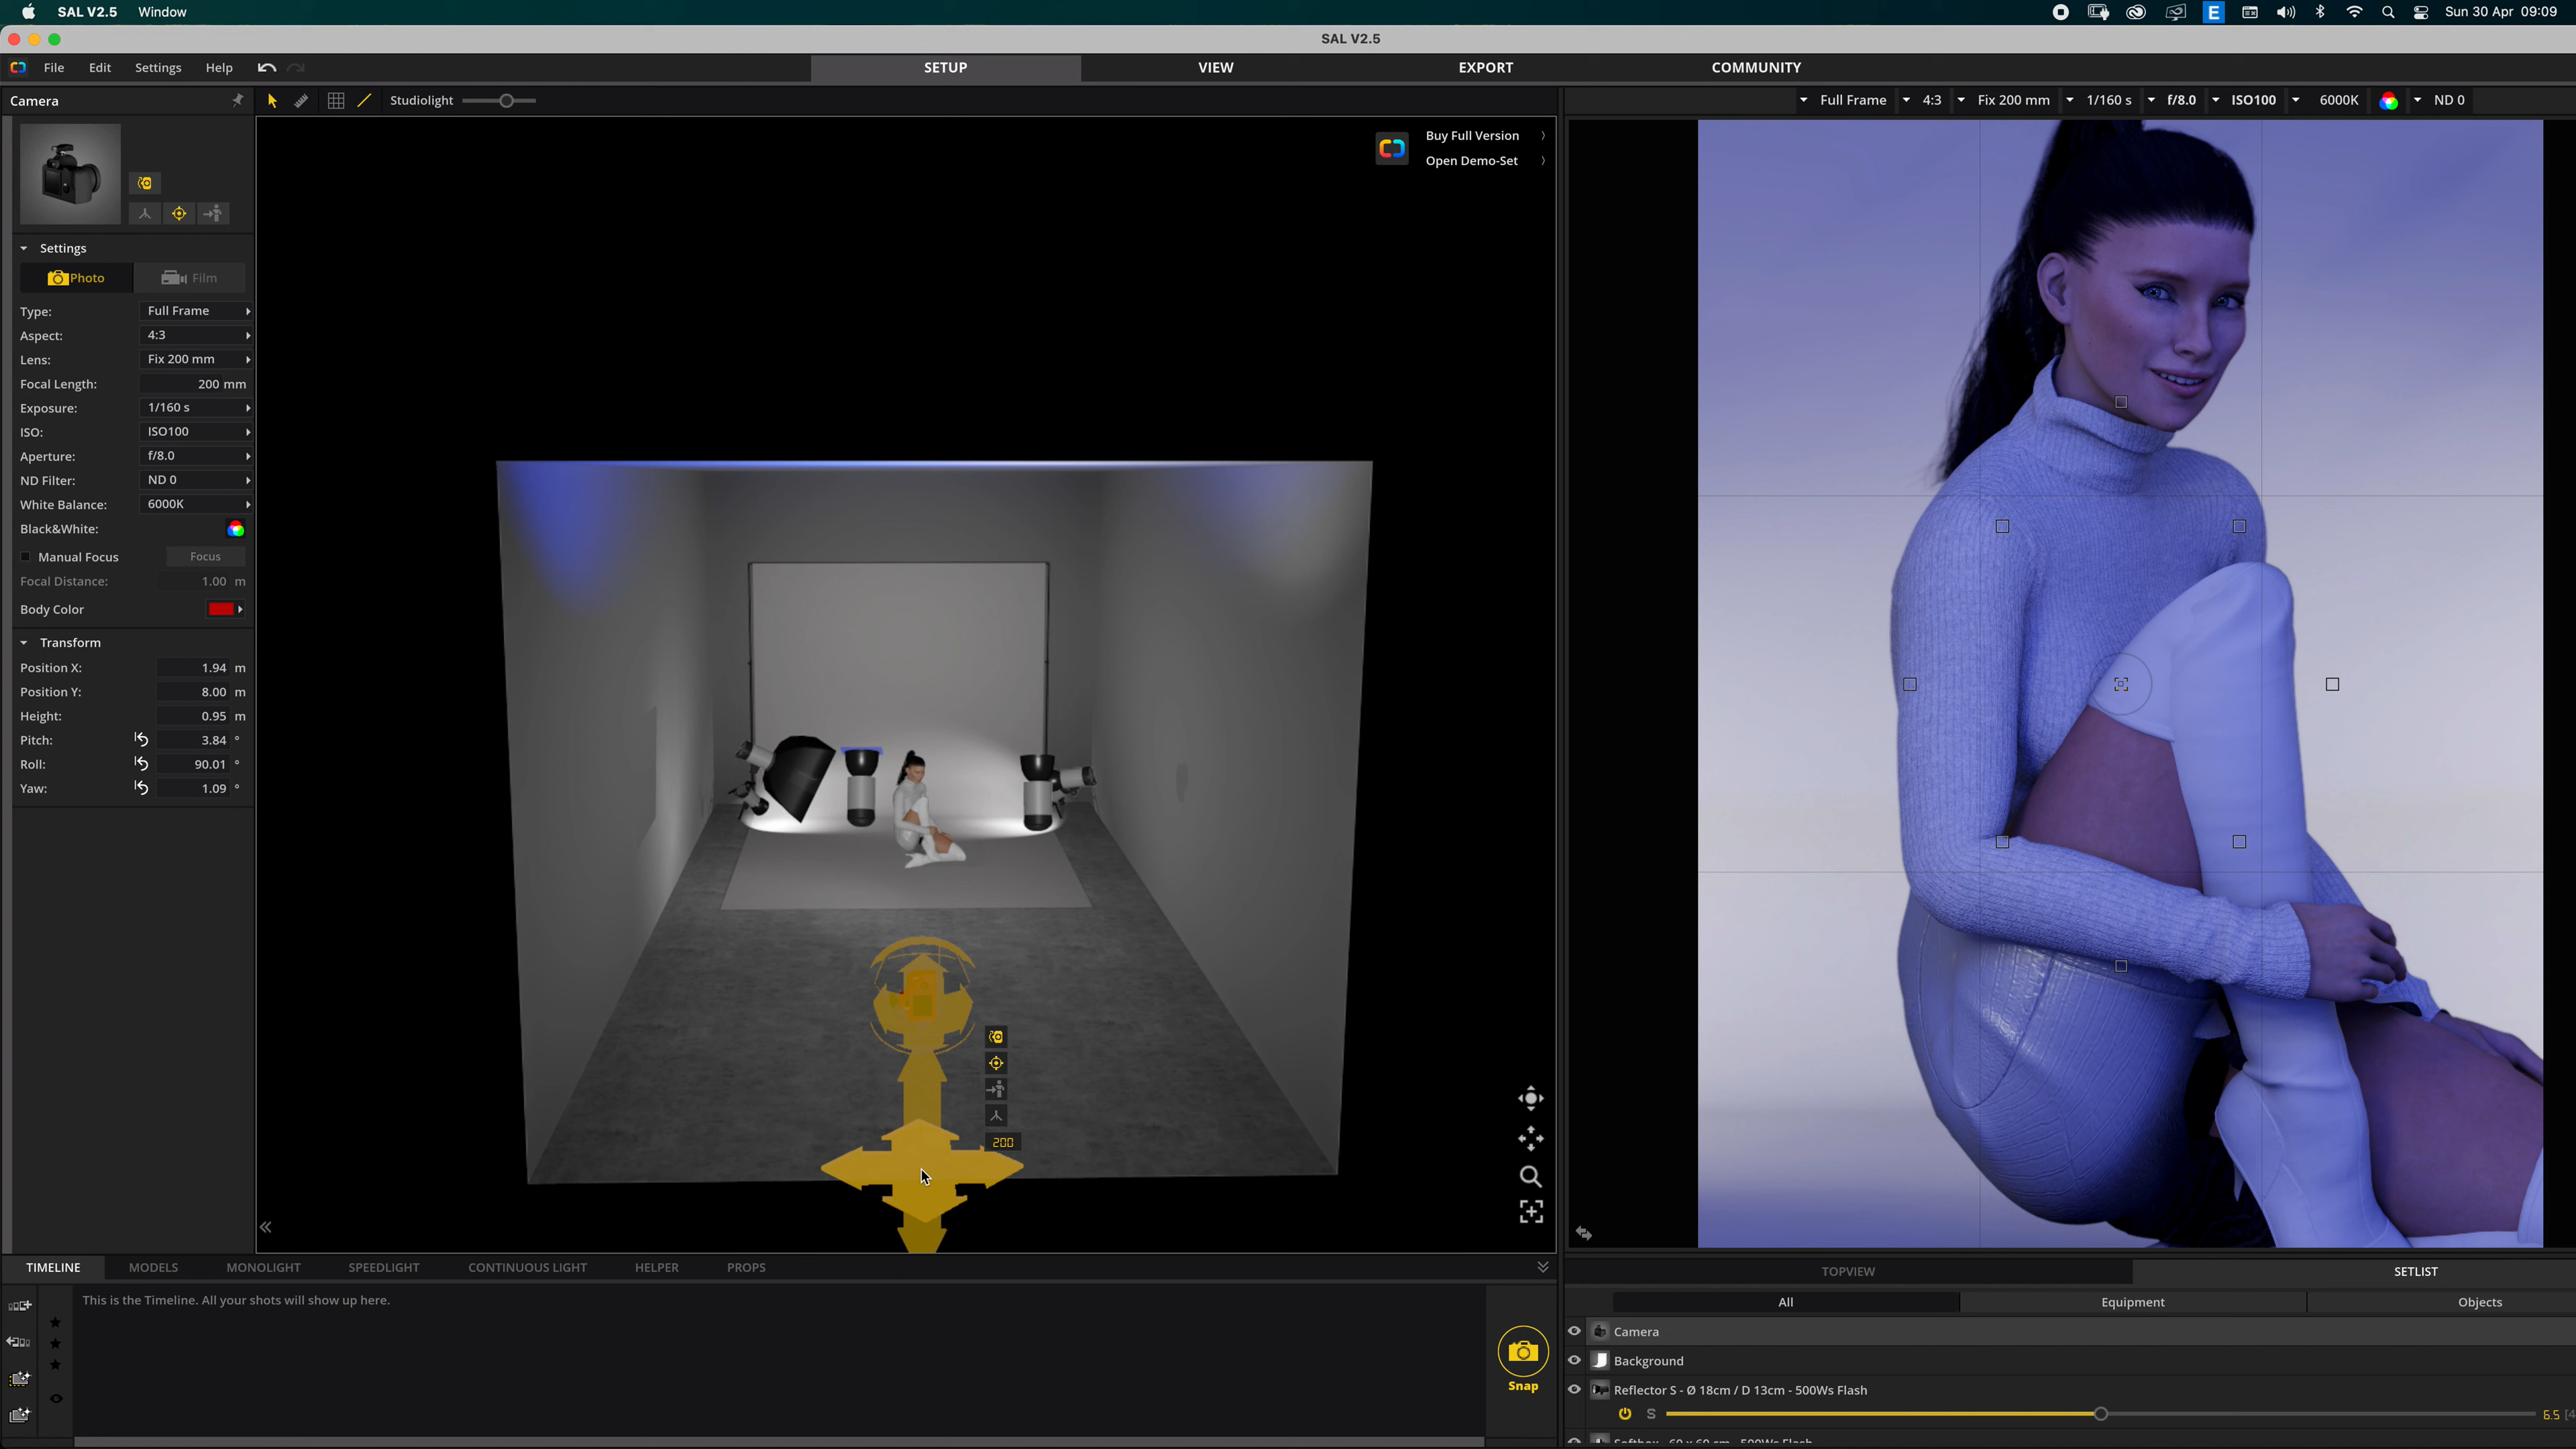 SAL V2.5 Window
E
Sun 30 Apr 09:09
SAL V2.5
File Edit Settings Help
SETUP VIEW EXPORT COMMUNITY
Camera
Studiolight
Full Frame 4:3 Fix 200 mm 1/160 s f/8.0 ISO100 6000K ND 0
Buy Full Version
Open Demo-Set
Settings
Photo Film
Type: Full Frame
Aspect: 4:3
Lens: Fix 200 mm
Focal Length: 200 mm
Exposure: 1/160 s
ISO: ISO100
Aperture: f/8.0
ND Filter: ND 0
White Balance: 6000K
Black&White:
Manual Focus Focus
Focal Distance: 1.00 m
Body Color
Transform
Position X: 1.94 m
Position Y: 8.00 m
Height: 0.95 m
Pitch: 3.84 °
Roll: 90.01 °
Yaw: 1.09 °
200
TIMELINE MODELS MONOLIGHT SPEEDLIGHT CONTINUOUS LIGHT HELPER PROPS
This is the Timeline. All your shots will show up here.
Snap
TOPVIEW SETLIST
All Equipment Objects
Camera
Background
Reflector S - Ø 18cm / D 13cm - 500Ws Flash
S 6.5 [4
Softbox - 60 x 60 cm - 500Ws Flash